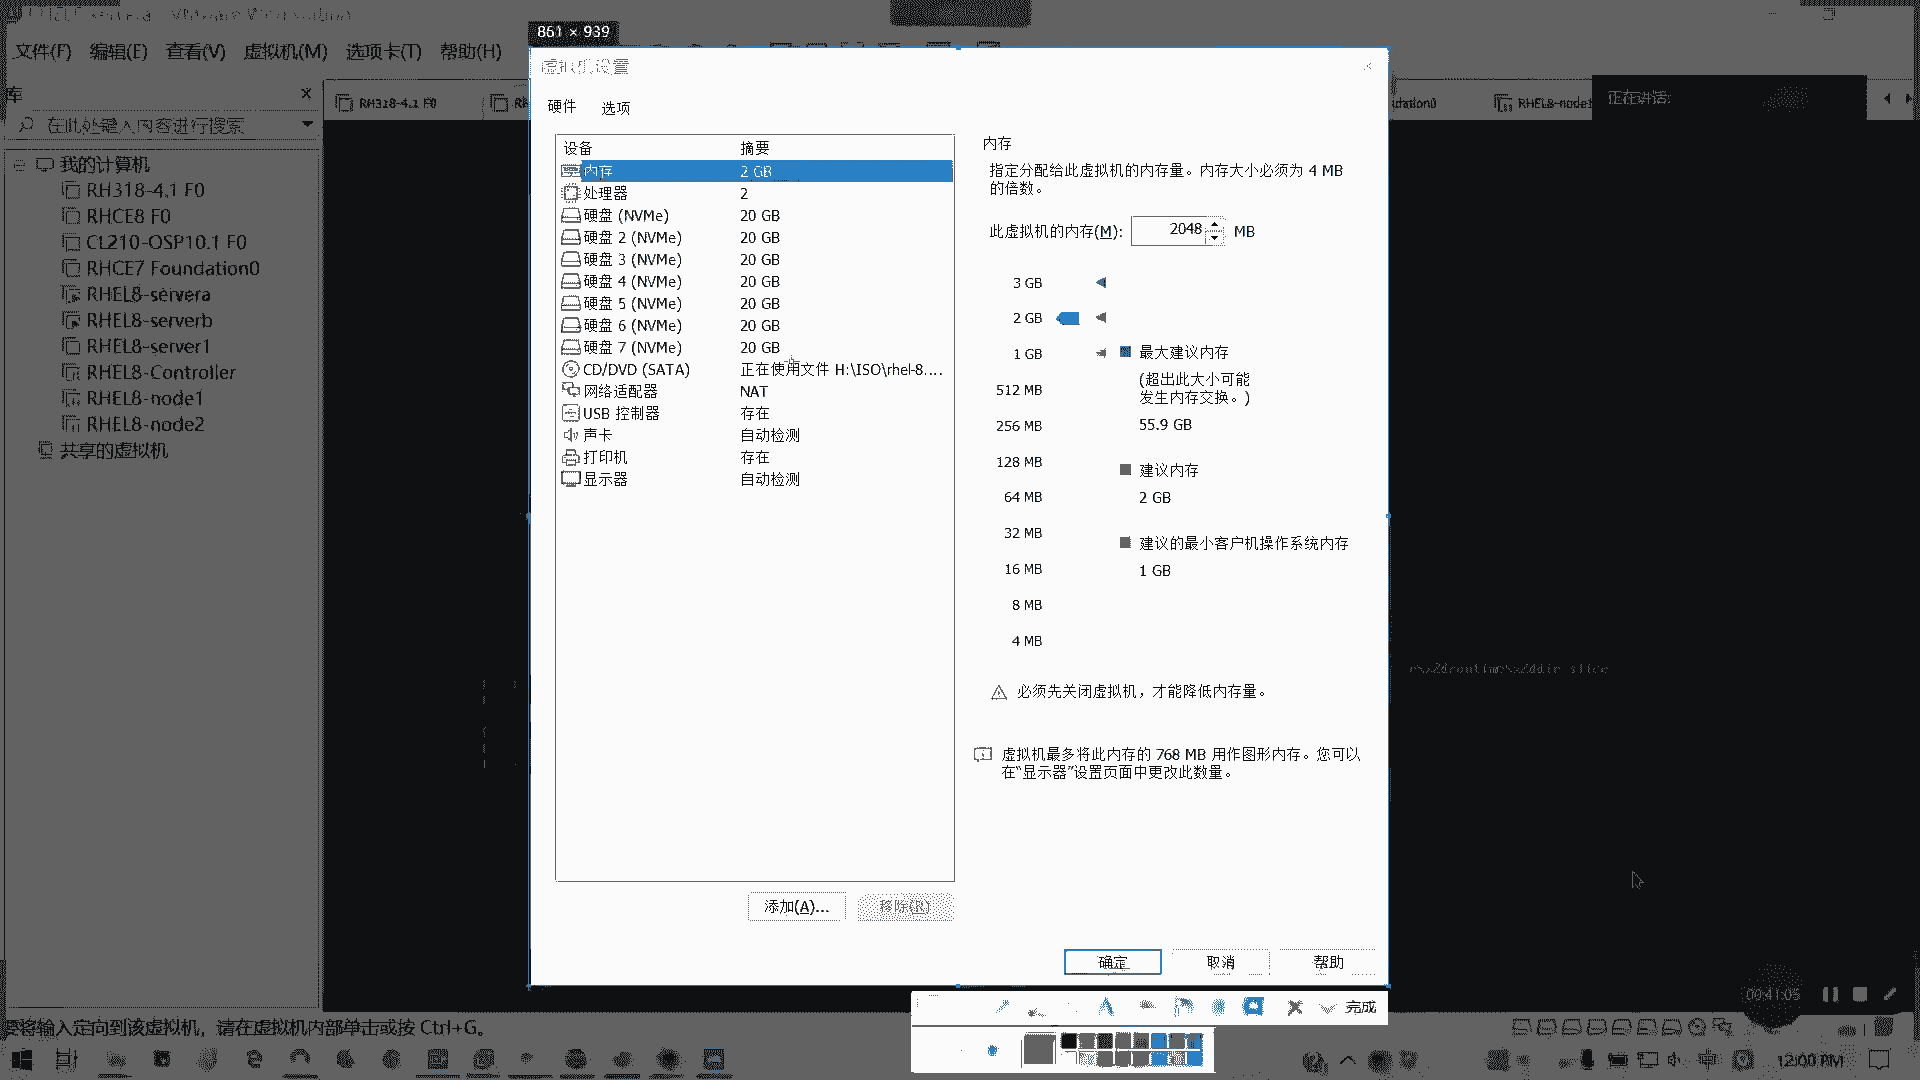 861 × 939
文件(F) 编辑(E) 查看(V) 虚拟机(M) 选项卡(T) 帮助(H)
虚拟机设置
库
在此处键入内容进行搜索
我的计算机
RH318-4.1 F0
RHCE8 F0
CL210-OSP10.1 F0
RHCE7 Foundation0
RHEL8-servera
RHEL8-serverb
RHEL8-server1
RHEL8-Controller
RHEL8-node1
RHEL8-node2
共享的虚拟机
RH318-4.1 F0
dation0
RHEL8-node1
正在讲话:
硬件 选项
设备 摘要
内存 2 GB
处理器 2
硬盘 (NVMe) 20 GB
硬盘 2 (NVMe) 20 GB
硬盘 3 (NVMe) 20 GB
硬盘 4 (NVMe) 20 GB
硬盘 5 (NVMe) 20 GB
硬盘 6 (NVMe) 20 GB
硬盘 7 (NVMe) 20 GB
CD/DVD (SATA) 正在使用文件 H:\ISO\rhel-8....
网络适配器 NAT
USB 控制器 存在
声卡 自动检测
打印机 存在
显示器 自动检测
添加(A)... 移除(R)
内存
指定分配给此虚拟机的内存量。内存大小必须为 4 MB
的倍数。
此虚拟机的内存(M): 2048 MB
3 GB
2 GB
1 GB
512 MB
256 MB
128 MB
64 MB
32 MB
16 MB
8 MB
4 MB
最大建议内存
(超出此大小可能
发生内存交换。)
55.9 GB
建议内存
2 GB
建议的最小客户机操作系统内存
1 GB
必须先关闭虚拟机，才能降低内存量。
虚拟机最多将此内存的 768 MB 用作图形内存。您可以
在“显示器”设置页面中更改此数量。
确定 取消 帮助
完成
00:41:05
要将输入定向到该虚拟机，请在虚拟机内部单击或按 Ctrl+G。
中
12:00 PM